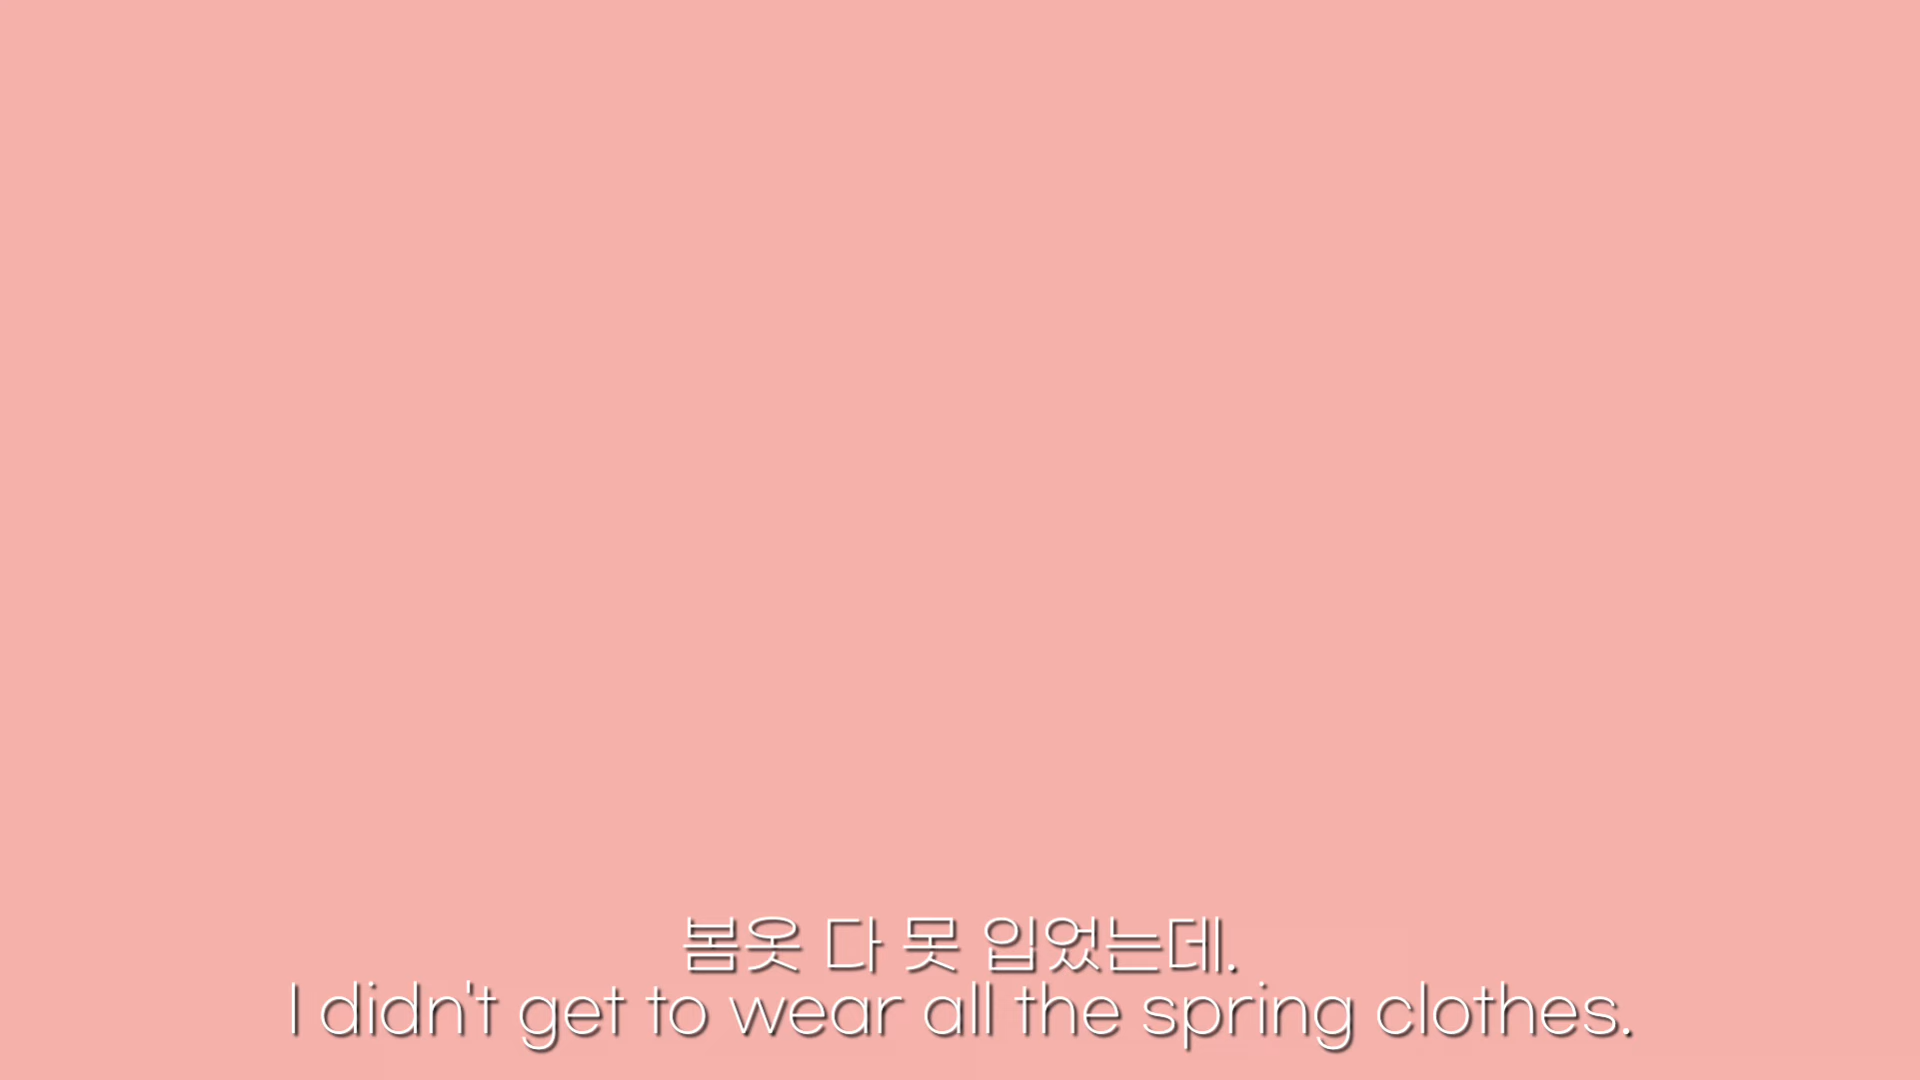 봄옷 다 못 입었는데.
I didn't get to wear all the spring clothes.